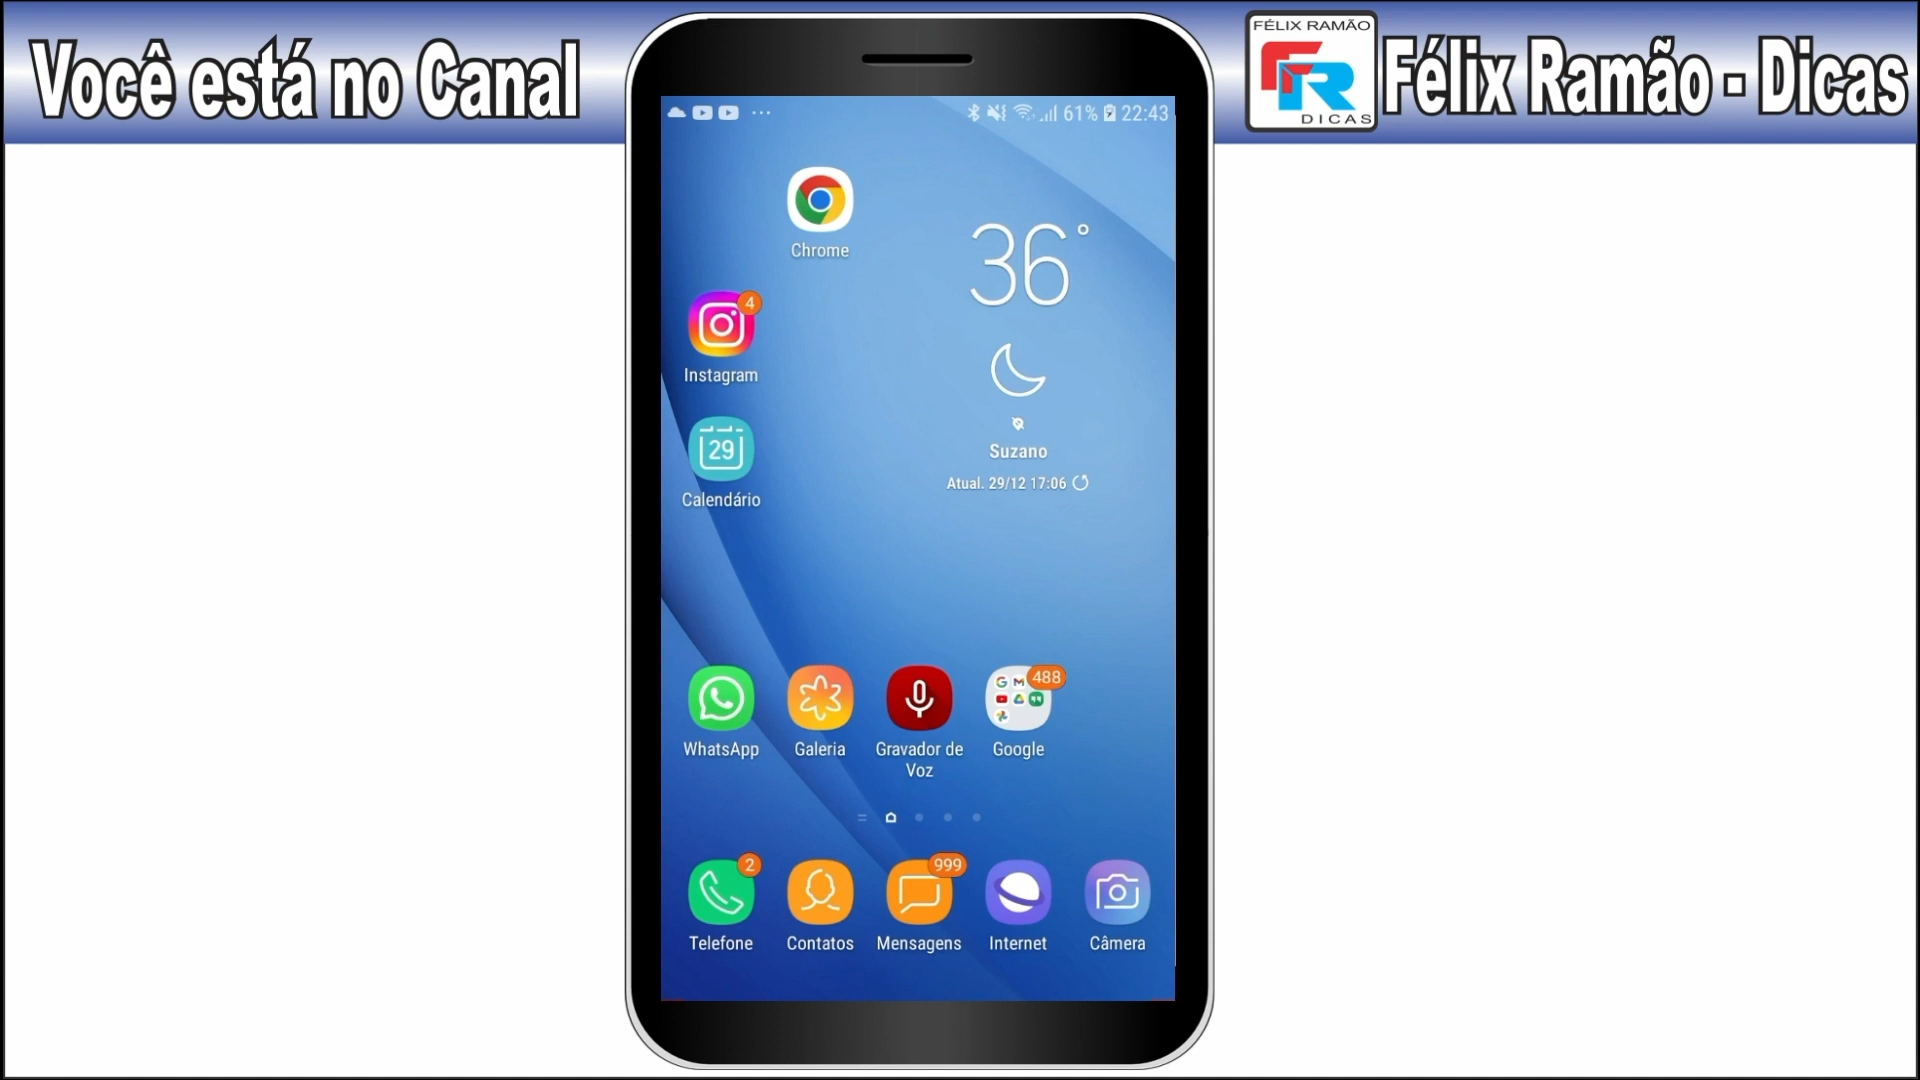 Você está no Canal
FÉLIX RAMÃO
DICAS
Félix Ramão - Dicas
61% 22:43
Chrome
36°
4
Instagram
29
Calendário
Suzano
Atual. 29/12 17:06
488
WhatsApp
Galeria
Gravador de
Voz
Google
2
999
Telefone
Contatos
Mensagens
Internet
Câmera